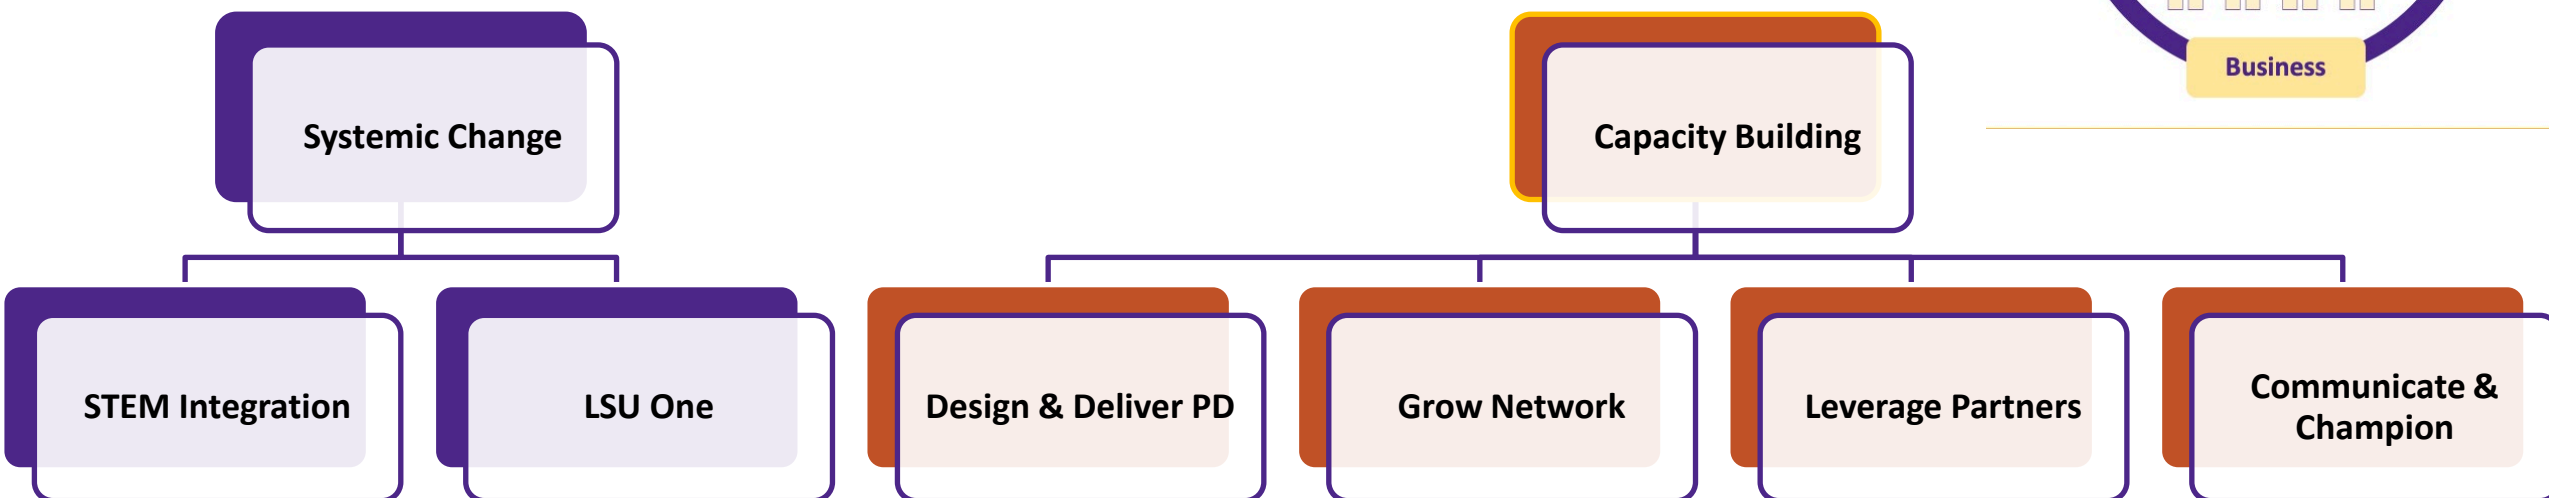 Business
Systemic Change
Capacity Building
STEM Integration
LSU One
Design & Deliver PD
Grow Network
Leverage Partners
Communicate &
Champion